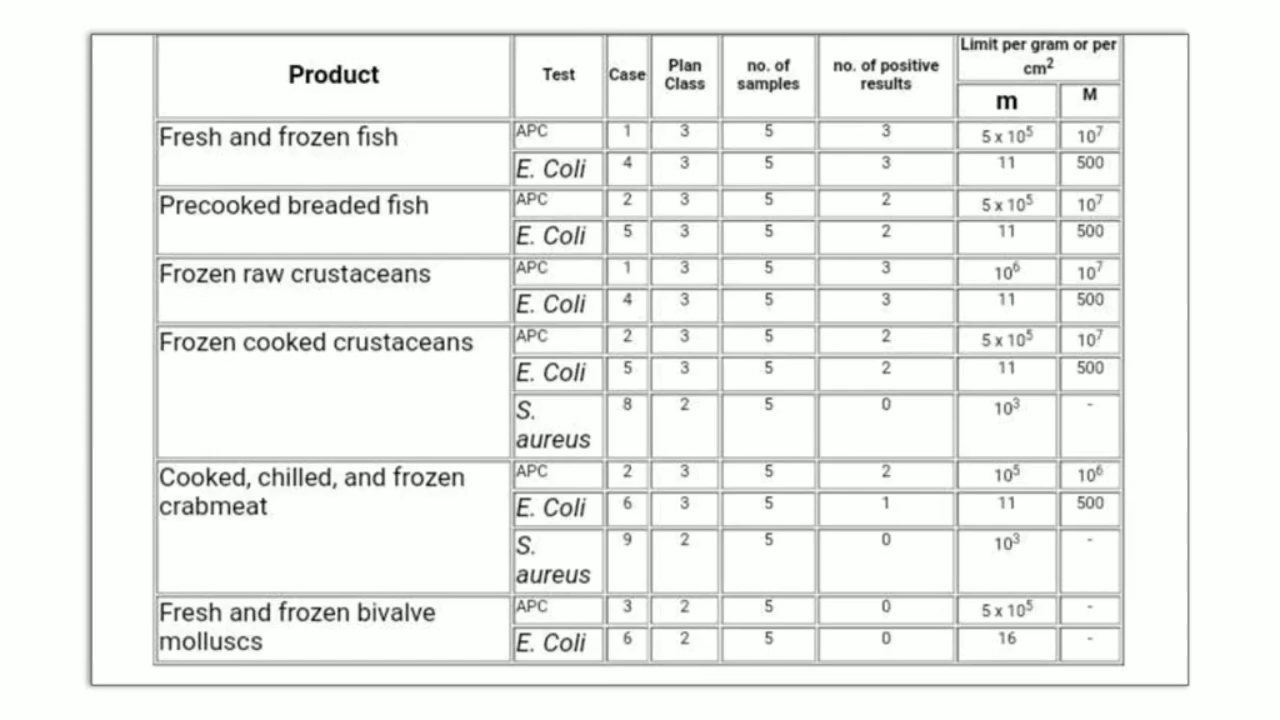 Product Test Case Plan Class no. of samples no. of positive results Limit per gram or per cm²
m M
Fresh and frozen fish APC 1 3 5 3 5 x 10⁵ 10⁷
E. Coli 4 3 5 3 11 500
Precooked breaded fish APC 2 3 5 2 5 x 10⁵ 10⁷
E. Coli 5 3 5 2 11 500
Frozen raw crustaceans APC 1 3 5 3 10⁶ 10⁷
E. Coli 4 3 5 3 11 500
Frozen cooked crustaceans APC 2 3 5 2 5 x 10⁵ 10⁷
E. Coli 5 3 5 2 11 500
S. aureus 8 2 5 0 10³ -
Cooked, chilled, and frozen crabmeat APC 2 3 5 2 10⁵ 10⁶
E. Coli 6 3 5 1 11 500
S. aureus 9 2 5 0 10³ -
Fresh and frozen bivalve molluscs APC 3 2 5 0 5 x 10⁵ -
E. Coli 6 2 5 0 16 -